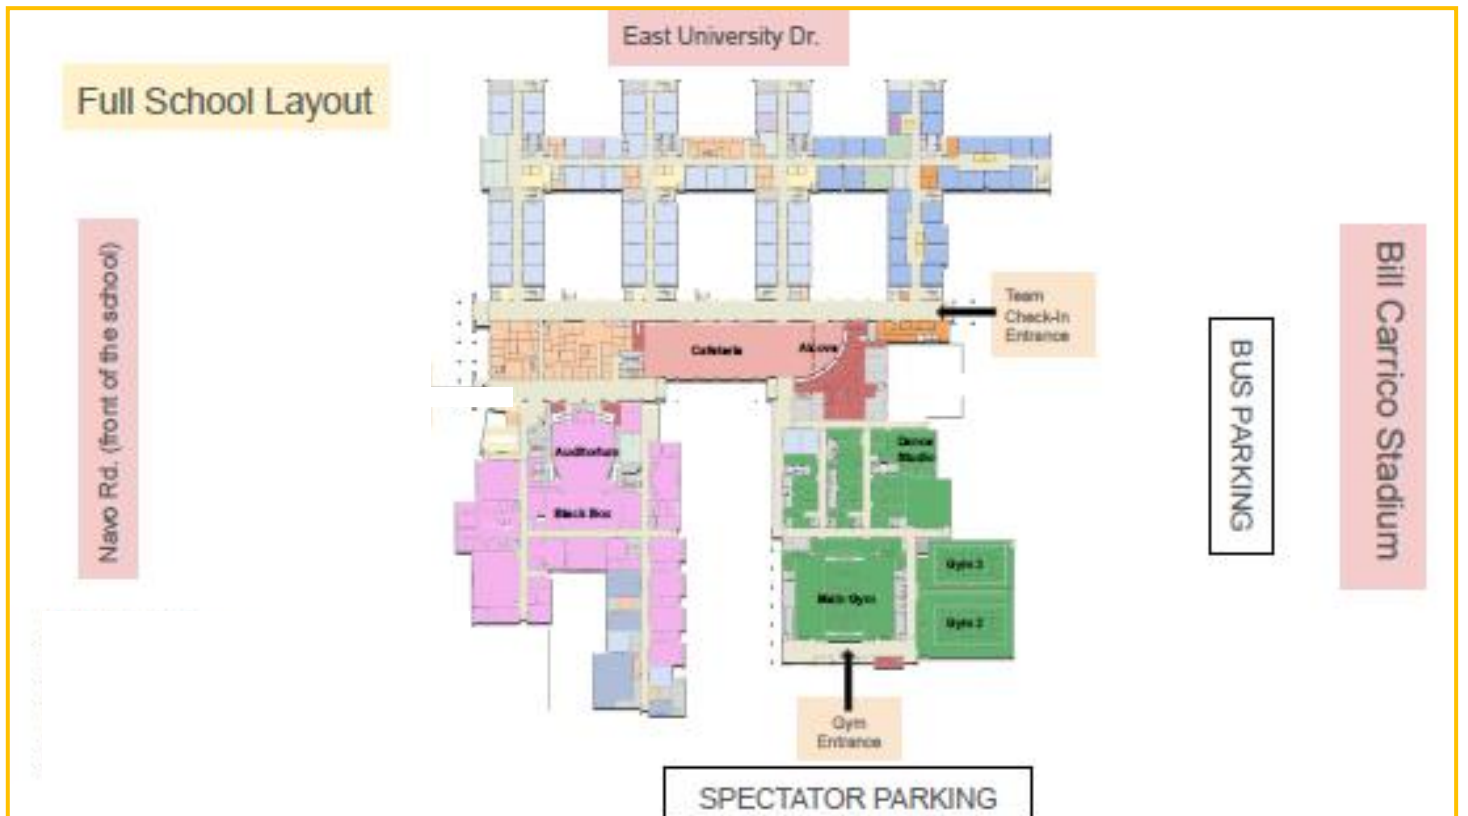 East University Dr.
Full School Layout
Navo Rd. (front of the school)
Team
Check-In
Entrance
Cafeteria
Alcove
BUS PARKING
Bill Carrico Stadium
Auditorium
Dance
Studio
Black Box
Gym 3
Main Gym
Gym 2
Gym
Entrance
SPECTATOR PARKING